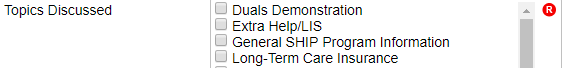 Topics Discussed
Duals Demonstration
R
Extra Help/LIS
General SHIP Program Information
Long-Term Care Insurance